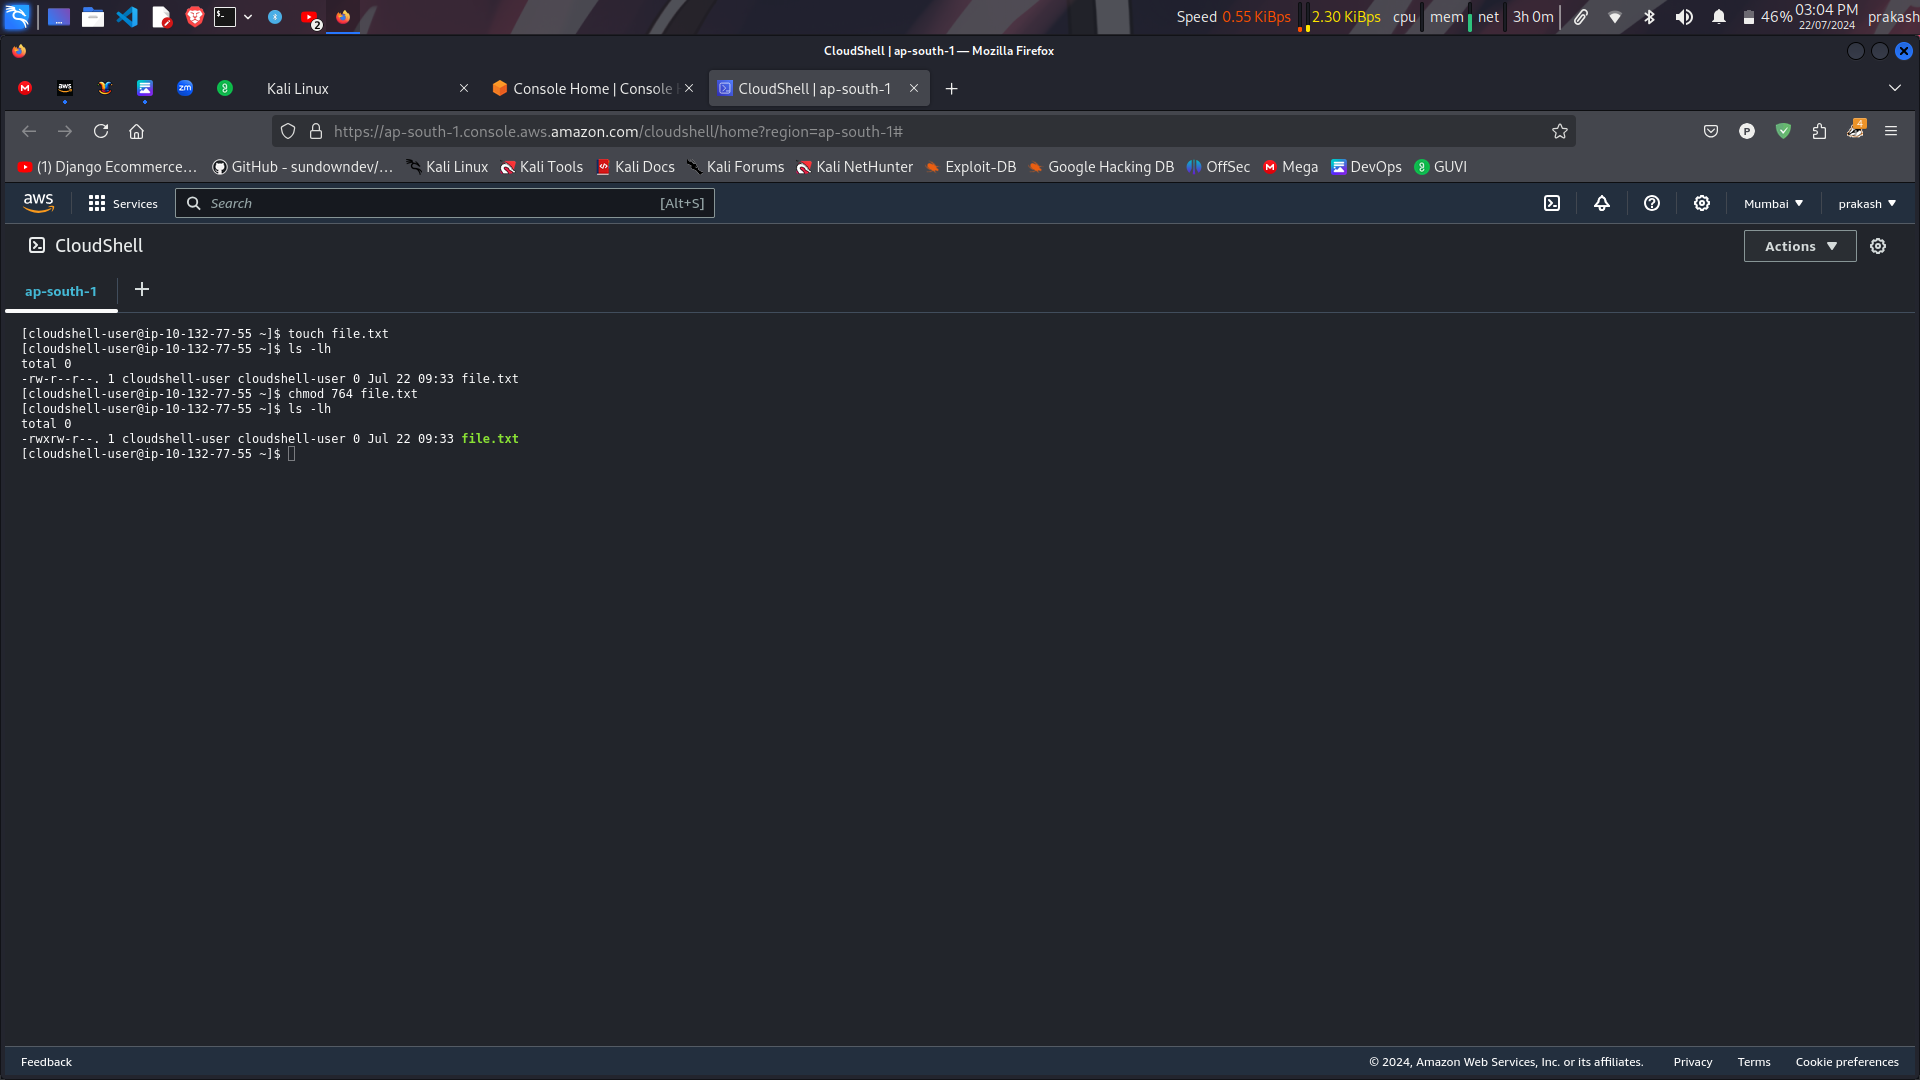 Speed 0.55 KiBps 2.30 KiBps cpu mem net 3h 0m 46% 03:04 PM 22/07/2024 prakash
2
CloudShell | ap-south-1 — Mozilla Firefox
M aws zm Kali Linux Console Home | Console CloudShell | ap-south-1
https://ap-south-1.console.aws.amazon.com/cloudshell/home?region=ap-south-1#
P 4
(1) Django Ecommerce… GitHub - sundowndev/… Kali Linux Kali Tools Kali Docs Kali Forums Kali NetHunter Exploit-DB Google Hacking DB OffSec Mega DevOps GUVI
aws Services Search [Alt+S] Mumbai prakash
CloudShell Actions
ap-south-1
[cloudshell-user@ip-10-132-77-55 ~]$ touch file.txt
[cloudshell-user@ip-10-132-77-55 ~]$ ls -lh
total 0
-rw-r--r--. 1 cloudshell-user cloudshell-user 0 Jul 22 09:33 file.txt
[cloudshell-user@ip-10-132-77-55 ~]$ chmod 764 file.txt
[cloudshell-user@ip-10-132-77-55 ~]$ ls -lh
total 0
-rwxrw-r--. 1 cloudshell-user cloudshell-user 0 Jul 22 09:33 file.txt
[cloudshell-user@ip-10-132-77-55 ~]$
Feedback © 2024, Amazon Web Services, Inc. or its affiliates. Privacy Terms Cookie preferences